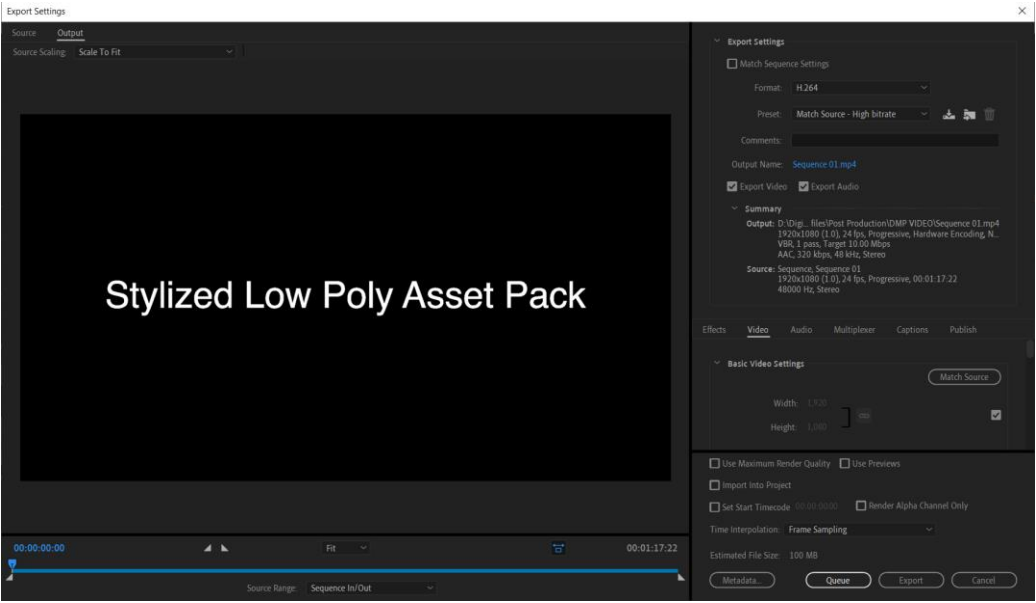 Export Settings
Source Output
Source Scaling: Scale To Fit
Stylized Low Poly Asset Pack
00:00:00:00 Fit 00:01:17:22
Source Range: Sequence In/Out
Export Settings
Match Sequence Settings
Format: H.264
Preset: Match Source - High bitrate
Comments:
Output Name: Sequence 01.mp4
Export Video Export Audio
Summary
Output: D:\Digi... files\Post Production\DMP VIDEO\Sequence 01.mp4
1920x1080 (1.0), 24 fps, Progressive, Hardware Encoding, N...
VBR, 1 pass, Target 10.00 Mbps
AAC, 320 kbps, 48 kHz, Stereo
Source: Sequence, Sequence 01
1920x1080 (1.0), 24 fps, Progressive, 00:01:17:22
48000 Hz, Stereo
Effects Video Audio Multiplexer Captions Publish
Basic Video Settings
Match Source
Width: 1,920
Height: 1,080
Use Maximum Render Quality Use Previews
Import Into Project
Set Start Timecode 00:00:00:00 Render Alpha Channel Only
Time Interpolation: Frame Sampling
Estimated File Size: 100 MB
Metadata... Queue Export Cancel